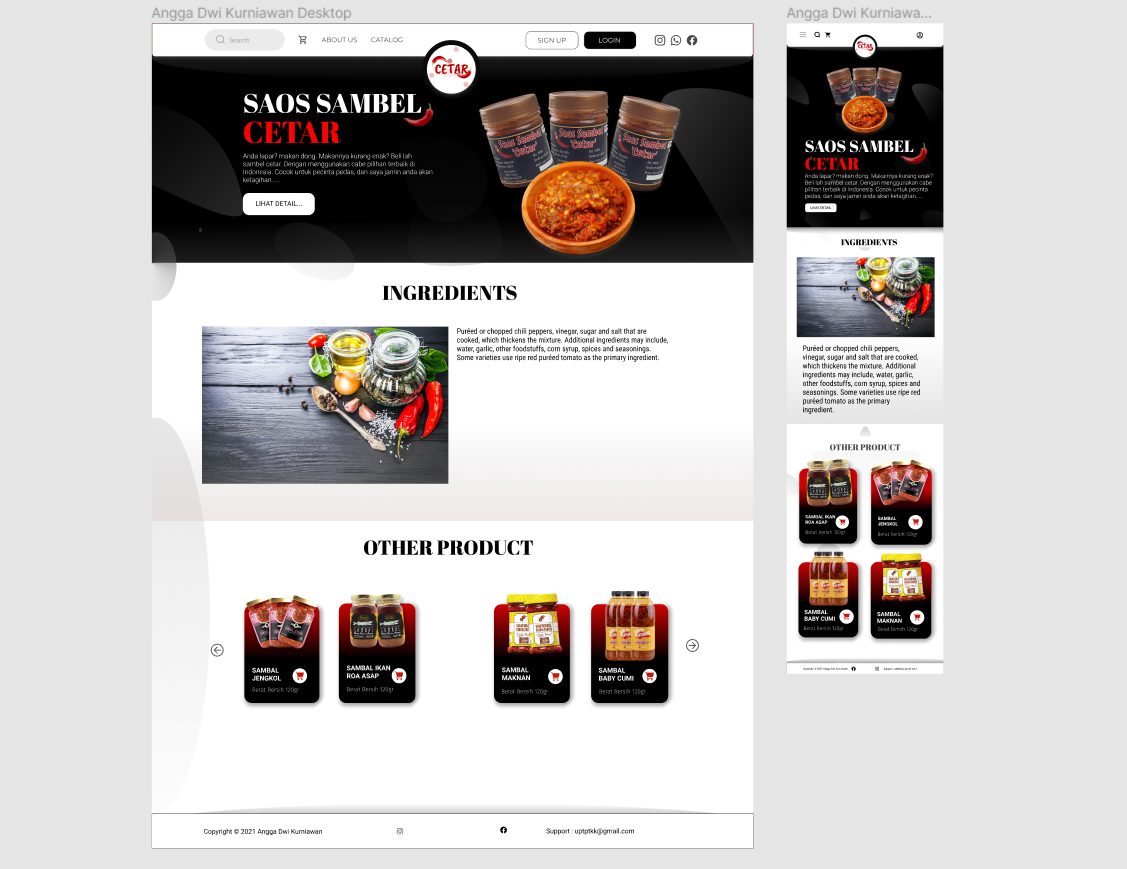 Angga Dwi Kurniawan Desktop
Search
ABOUT US
CATALOG
CETAR
SIGN UP
LOGIN
SAOS SAMBEL
CETAR
Anda lapar? makan dong. Makannya kurang enak? Beli lah
sambel cetar. Dengan menggunakan cabe pilihan terbaik di
Indonesia. Cocok untuk pecinta pedas, dan saya jamin anda akan
ketagihan....
LIHAT DETAIL...
Saos Sambel
'Cetar'
Saos Sambel
'Cetar'
Saos Sambel
'Cetar'
INGREDIENTS
Puréed or chopped chili peppers, vinegar, sugar and salt that are
cooked, which thickens the mixture. Additional ingredients may include,
water, garlic, other foodstuffs, corn syrup, spices and seasonings.
Some varieties use ripe red puréed tomato as the primary ingredient.
OTHER PRODUCT
SAMBAL
JENGKOL
Berat Bersih 120gr
SAMBAL IKAN
ROA ASAP
Berat Bersih 120gr
SAMBAL
MAKNAN
Berat Bersih 120gr
SAMBAL
BABY CUMI
Berat Bersih 120gr
Copyright © 2021 Angga Dwi Kurniawan
Support : uptptkk@gmail.com
Angga Dwi Kurniawa...
CETAR
SAOS SAMBEL
CETAR
Anda lapar? makan dong. Makannya kurang enak?
Beli lah sambel cetar. Dengan menggunakan cabe
pilihan terbaik di Indonesia. Cocok untuk pecinta
pedas, dan saya jamin anda akan ketagihan....
LIHAT DETAIL
INGREDIENTS
Puréed or chopped chili peppers,
vinegar, sugar and salt that are cooked,
which thickens the mixture. Additional
ingredients may include, water, garlic,
other foodstuffs, corn syrup, spices and
seasonings. Some varieties use ripe red
puréed tomato as the primary
ingredient.
OTHER PRODUCT
SAMBAL IKAN
ROA ASAP
Berat Bersih 120gr
SAMBAL
JENGKOL
Berat Bersih 120gr
SAMBAL
BABY CUMI
Berat Bersih 120gr
SAMBAL
MAKNAN
Berat Bersih 120gr